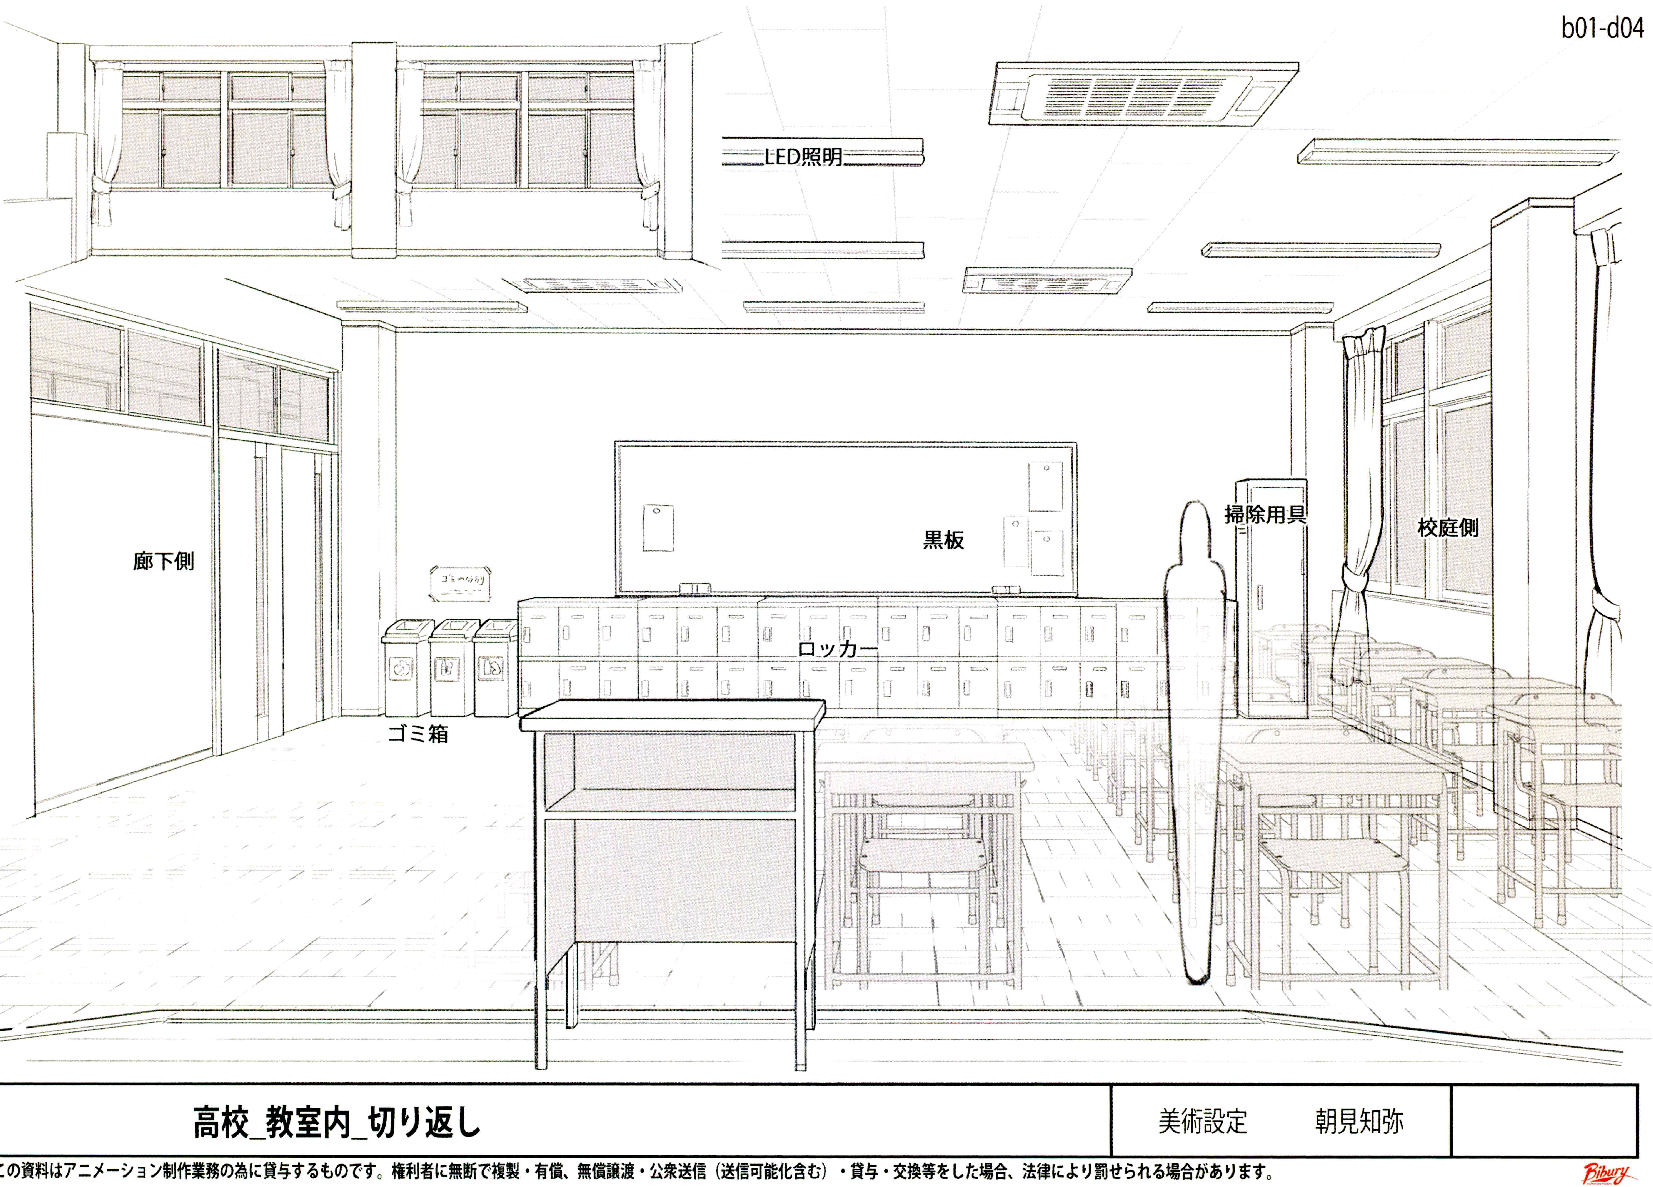 b01-d04
LED照明
掃除用具
黒板
校庭側
廊下側
ゴミの分別
ロッカー
ゴミ箱
高校_教室内_切り返し
美術設定 朝見知弥
この資料はアニメーション制作業務の為に貸与するものです。権利者に無断で複製・有償、無償譲渡・公衆送信（送信可能化含む）・貸与・交換等をした場合、法律により罰せられる場合があります。
Bibury